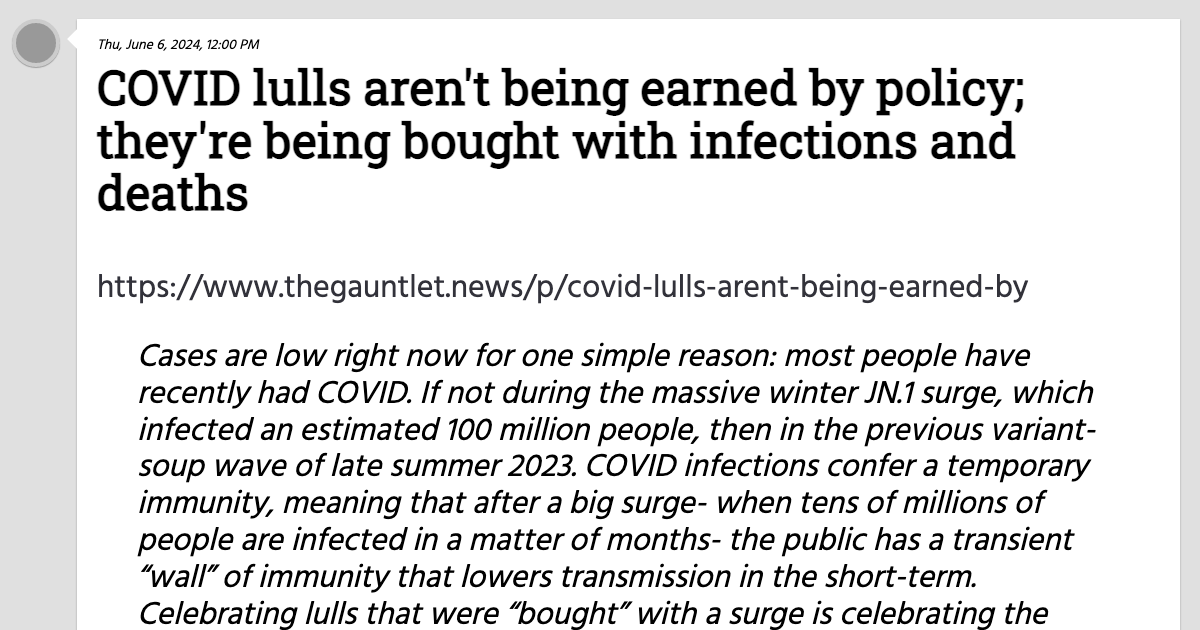 Thu, June 6, 2024, 12:00 PM
COVID lulls aren't being earned by policy;
they're being bought with infections and
deaths
https://www.thegauntlet.news/p/covid-lulls-arent-being-earned-by
Cases are low right now for one simple reason: most people have
recently had COVID. If not during the massive winter JN.1 surge, which
infected an estimated 100 million people, then in the previous variant-
soup wave of late summer 2023. COVID infections confer a temporary
immunity, meaning that after a big surge- when tens of millions of
people are infected in a matter of months- the public has a transient
“wall” of immunity that lowers transmission in the short-term.
Celebrating lulls that were “bought” with a surge is celebrating the